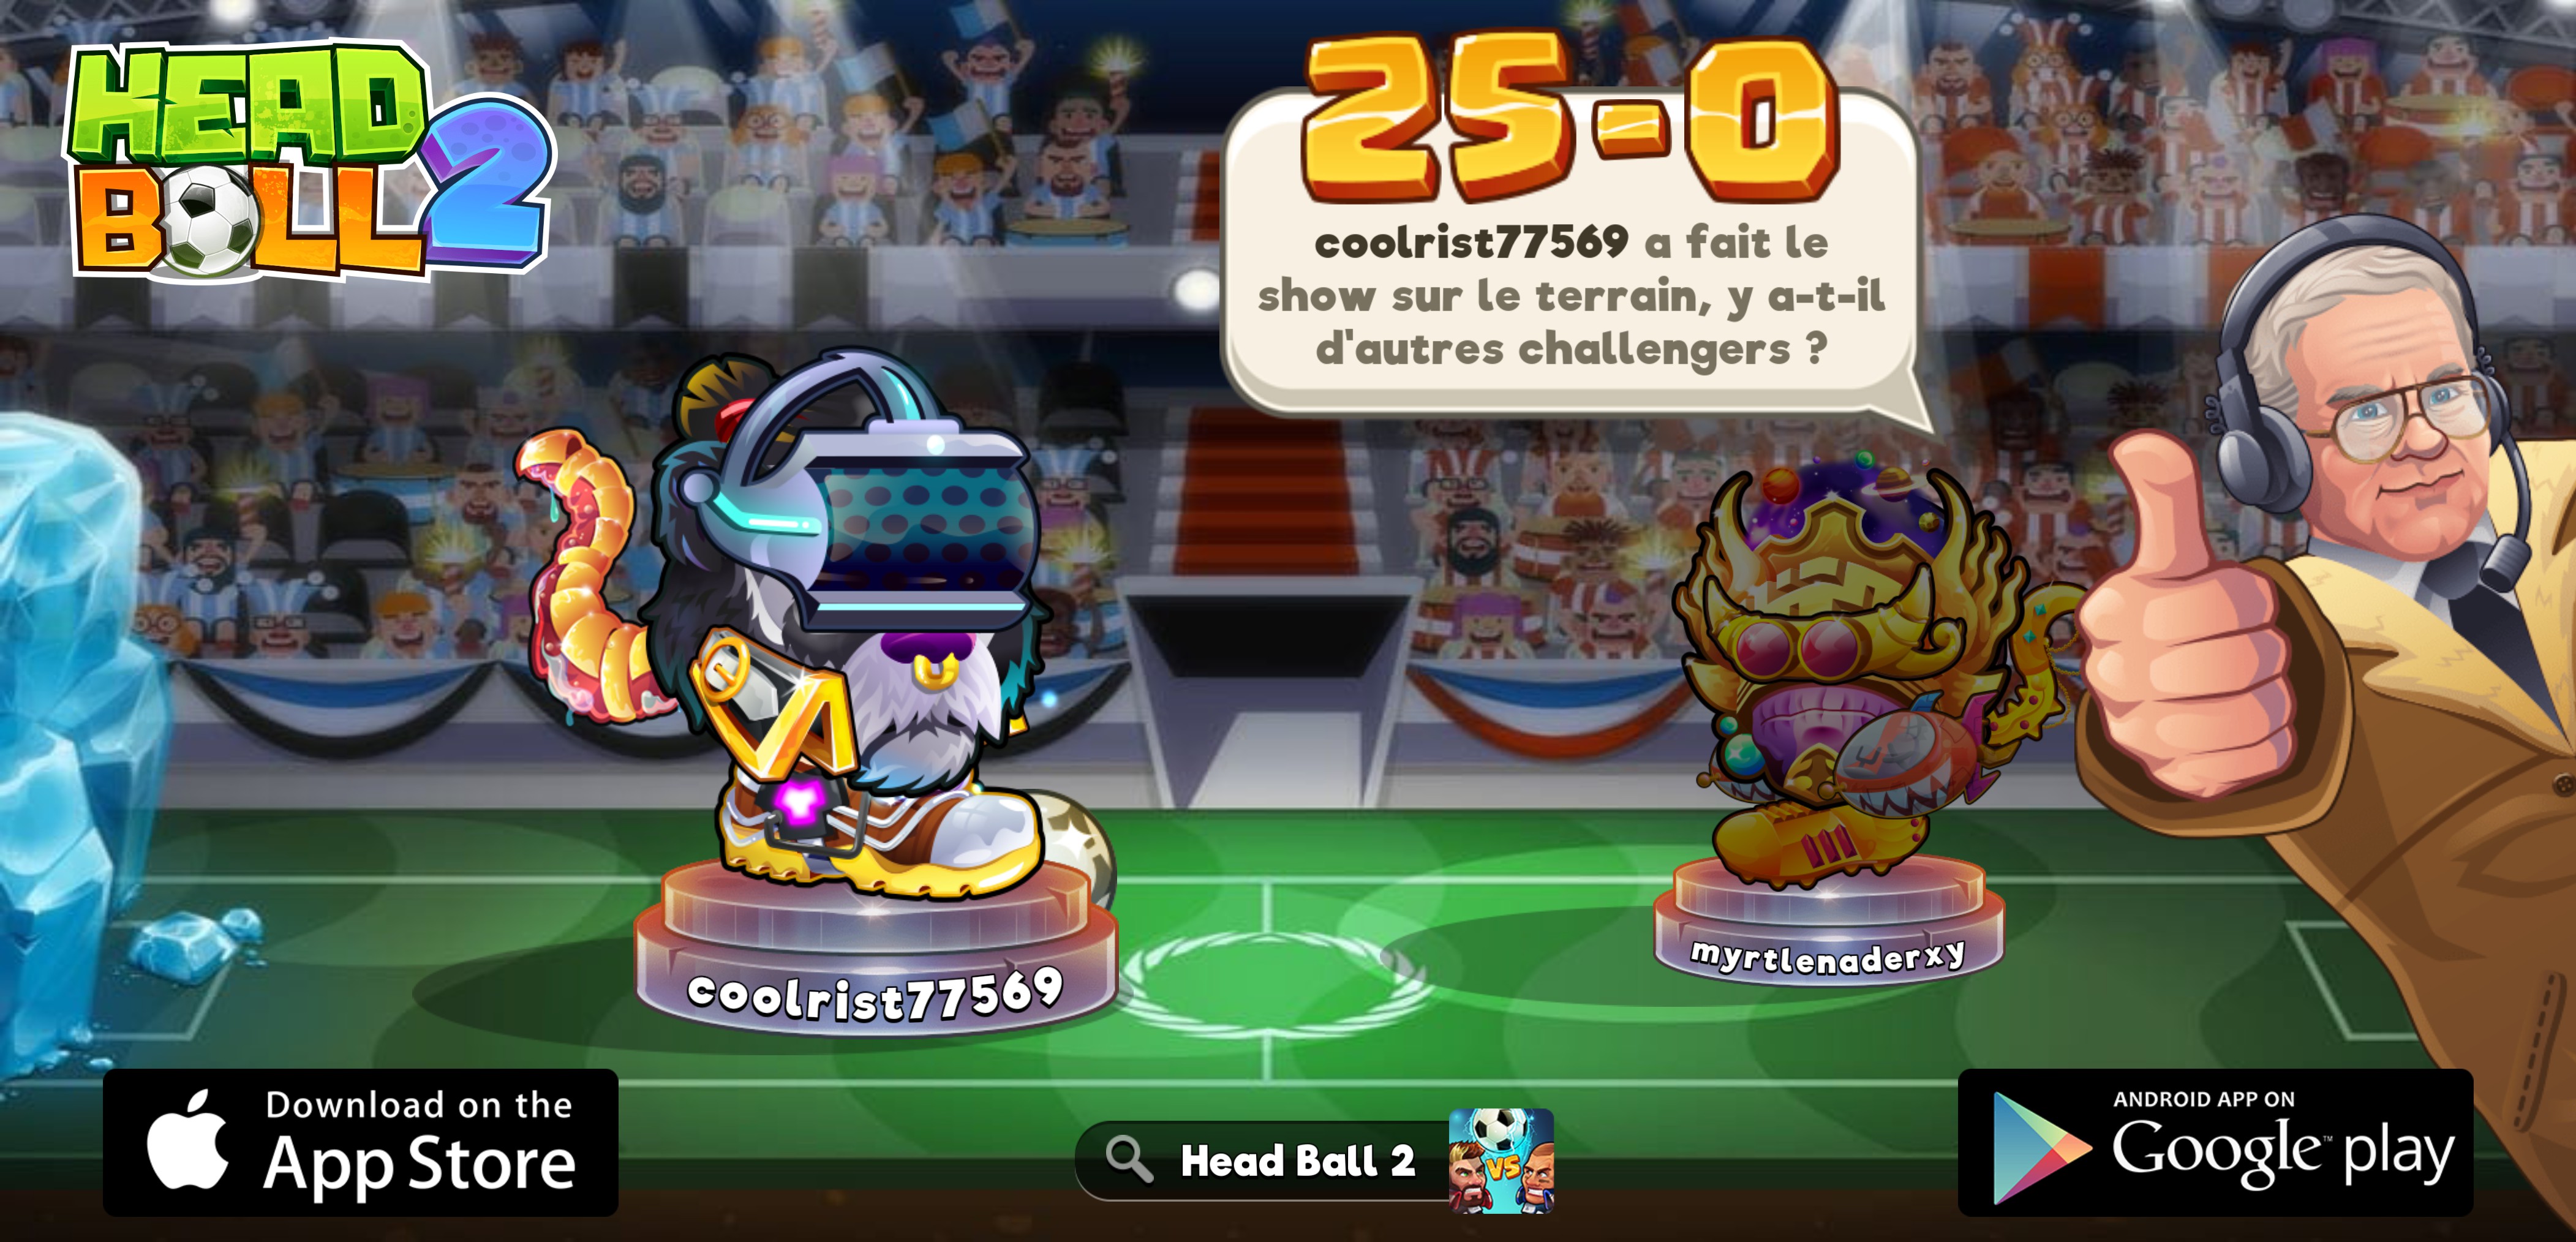 HEAD
BALL 2
25-0
coolrist77569 a fait le
show sur le terrain, y a-t-il
d'autres challengers ?
coolrist77569
myrtlenaderxy
Download on the
App Store
Head Ball 2
VS
ANDROID APP ON
Google™ play